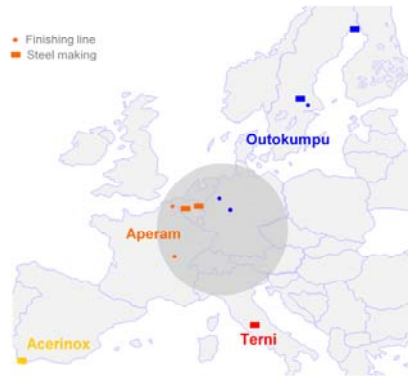 Finishing line
Steel making
Outokumpu
Aperam
Acerinox
Terni